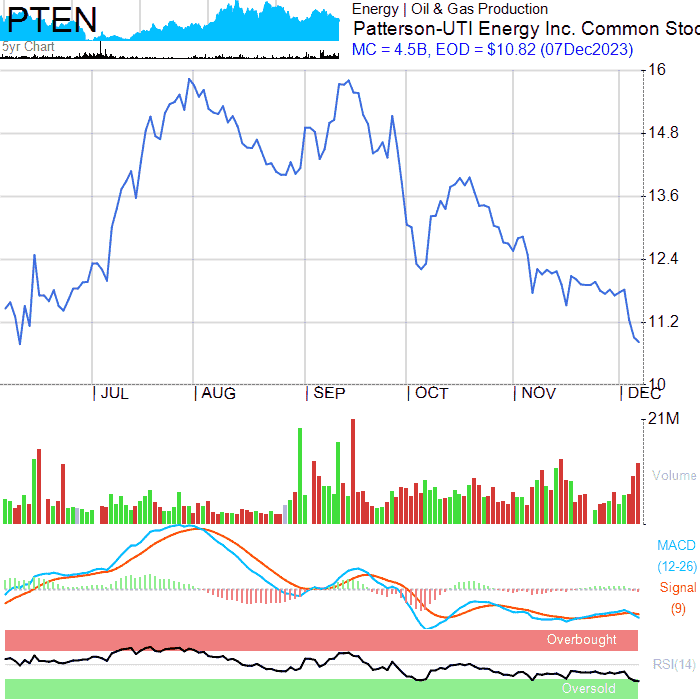 PTEN
5yr Chart
Energy | Oil & Gas Production
Patterson-UTI Energy Inc. Common Stoc
MC = 4.5B, EOD = $10.82 (07Dec2023)
16
14.8
13.6
12.4
11.2
10
JUL AUG SEP OCT NOV DEC
21M
Volume
MACD
(12-26)
Signal
(9)
Overbought
RSI(14)
Oversold